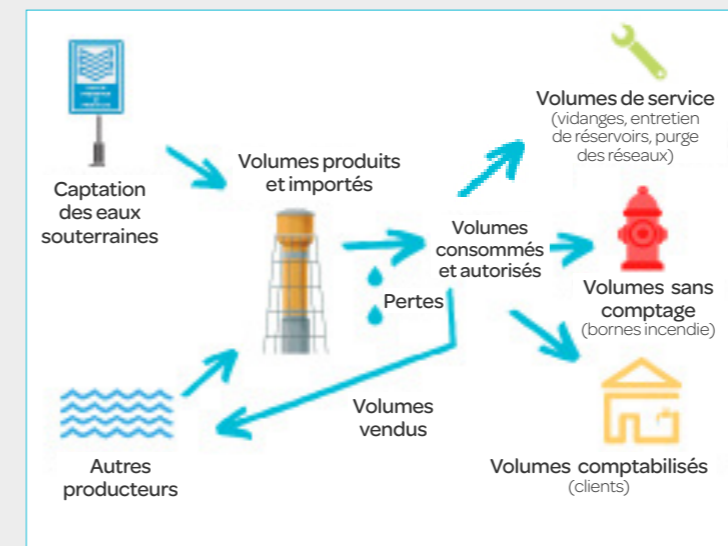 Captation
des eaux
souterraines
Volumes produits
et importés
Pertes
Volumes
consommés
et autorisés
Volumes de service
(vidanges, entretien
de réservoirs, purge
des réseaux)
Volumes sans
comptage
(bornes incendie)
Volumes comptabilisés
(clients)
Volumes
vendus
Autres
producteurs